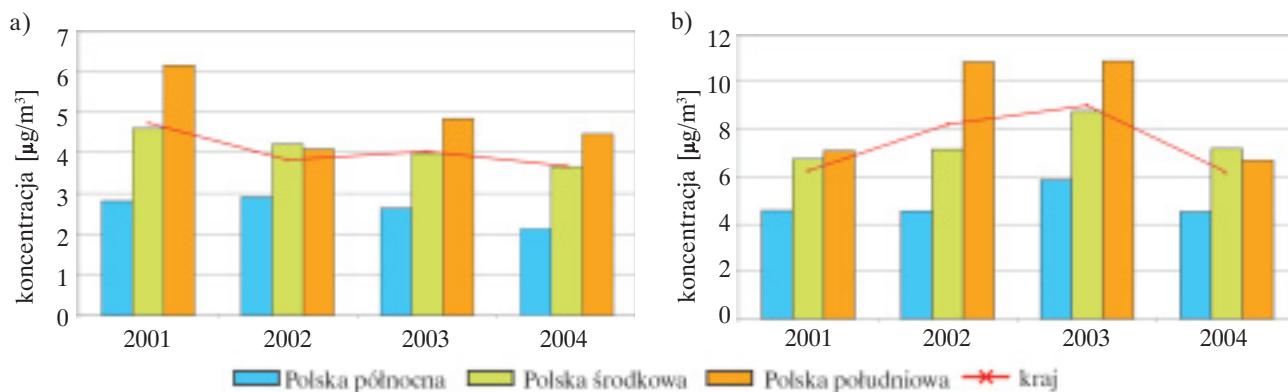 a)
koncentracja [µg/m³]
7
6
5
4
3
2
1
0
2001 2002 2003 2004
b)
koncentracja [µg/m³]
12
10
8
6
4
2
0
2001 2002 2003 2004
Polska północna Polska środkowa Polska południowa kraj